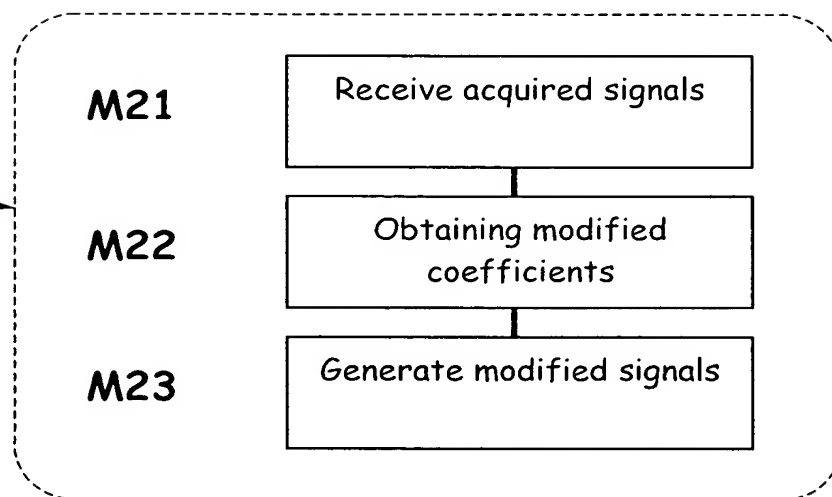 M21
Receive acquired signals
M22
Obtaining modified
coefficients
M23
Generate modified signals